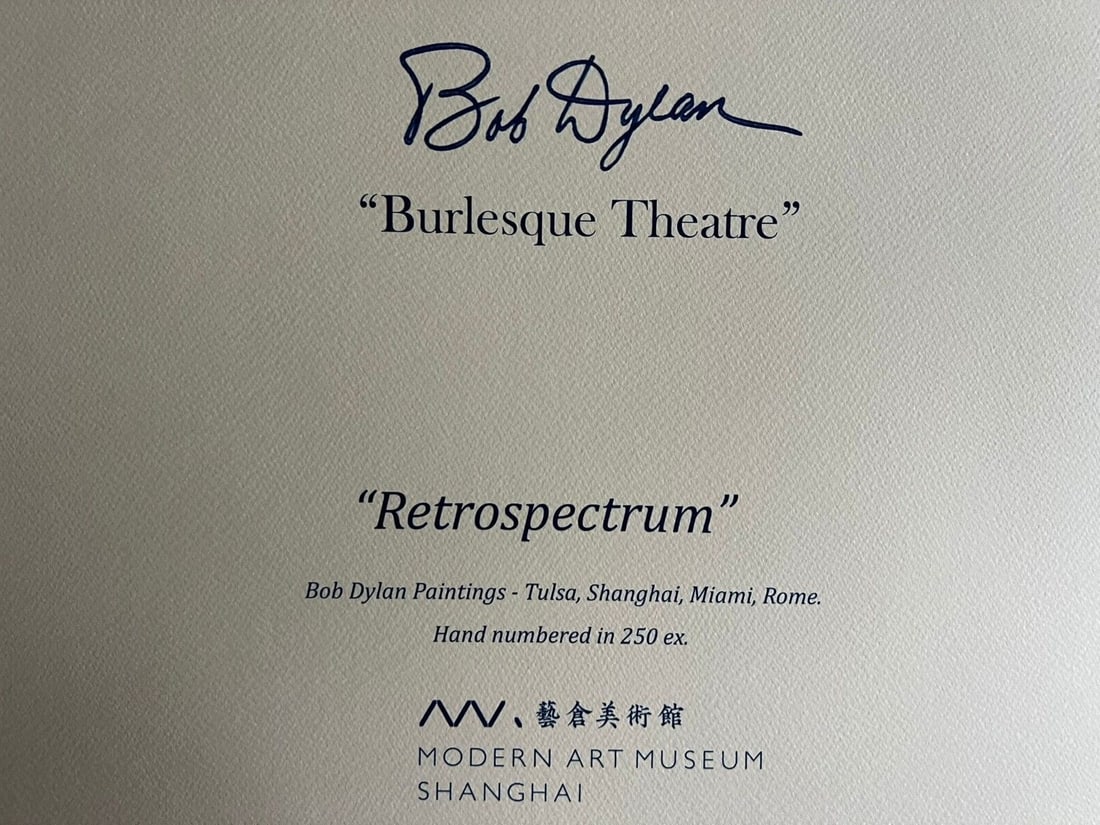 Bob Dylan
“Burlesque Theatre”
“Retrospectrum”
Bob Dylan Paintings - Tulsa, Shanghai, Miami, Rome.
Hand numbered in 250 ex.
藝倉美術館
MODERN ART MUSEUM
SHANGHAI